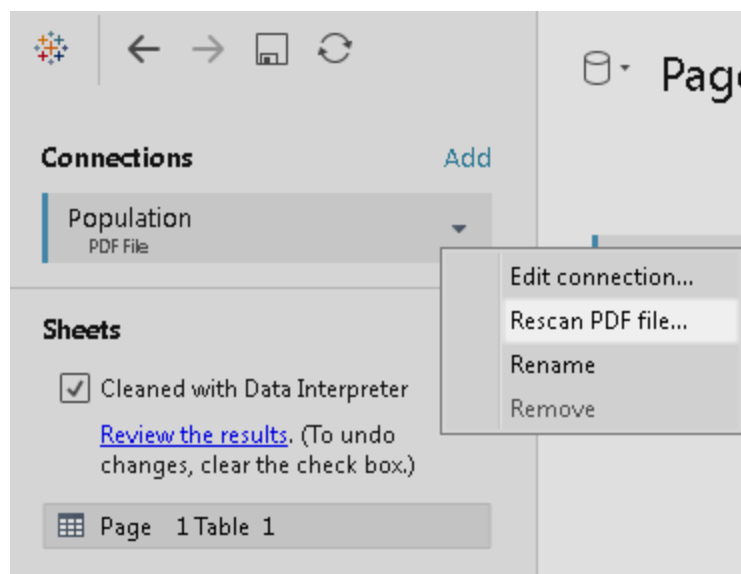 Page
Connections
Add
Population
PDF File
Edit connection...
Rescan PDF file...
Rename
Remove
Sheets
Cleaned with Data Interpreter
Review the results. (To undo
changes, clear the check box.)
Page 1 Table 1